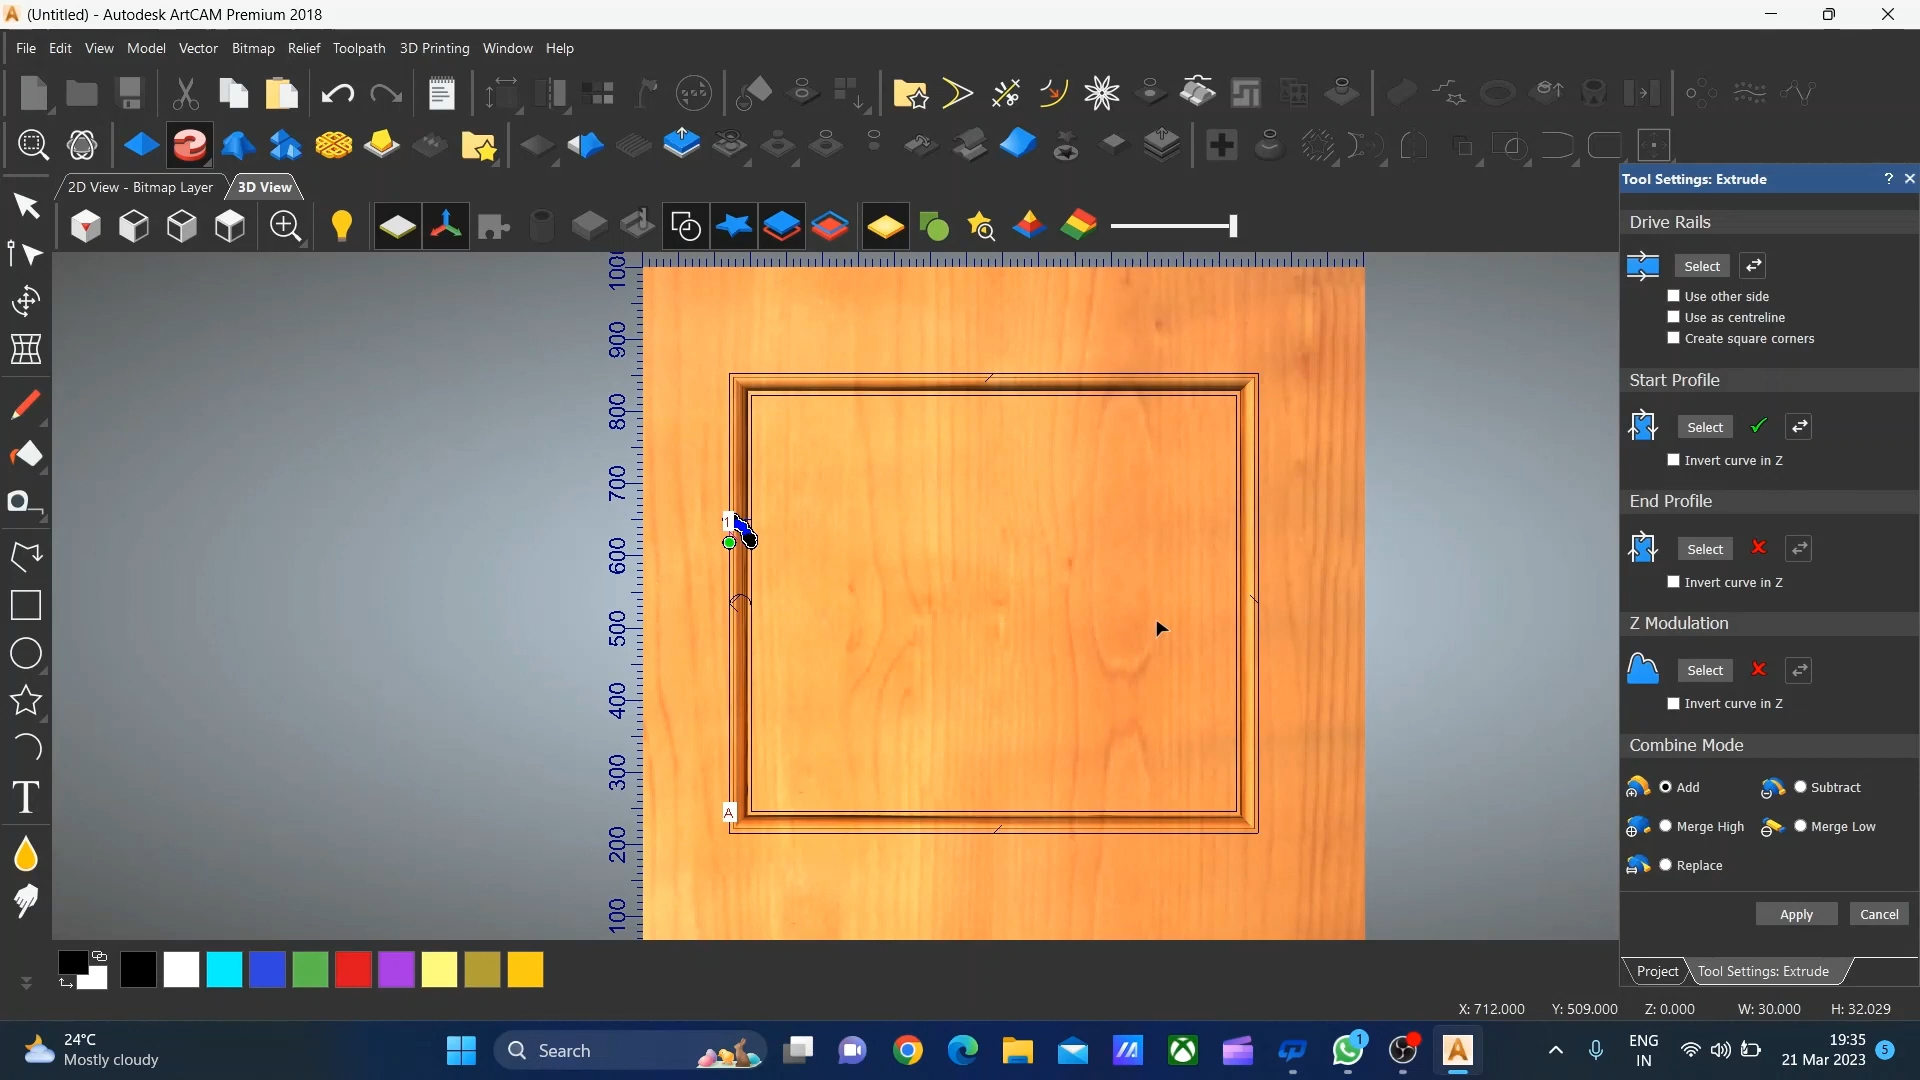 (Untitled) - Autodesk ArtCAM Premium 2018
File Edit View Model Vector Bitmap Relief Toolpath 3D Printing Window Help
2D View - Bitmap Layer 3D View
Tool Settings: Extrude ?
Drive Rails
Select
Use other side
Use as centreline
Create square corners
Start Profile
Select
Invert curve in Z
End Profile
Select
Invert curve in Z
Z Modulation
Select
Invert curve in Z
Combine Mode
Add Subtract
Merge High Merge Low
Replace
Apply Cancel
Project Tool Settings: Extrude
900
800
700
600
500
400
300
200
100
1
A
T
X: 712.000 Y: 509.000 Z: 0.000 W: 30.000 H: 32.029
24°C
Mostly cloudy
Search
1
ENG
IN
19:35
21 Mar 2023
5